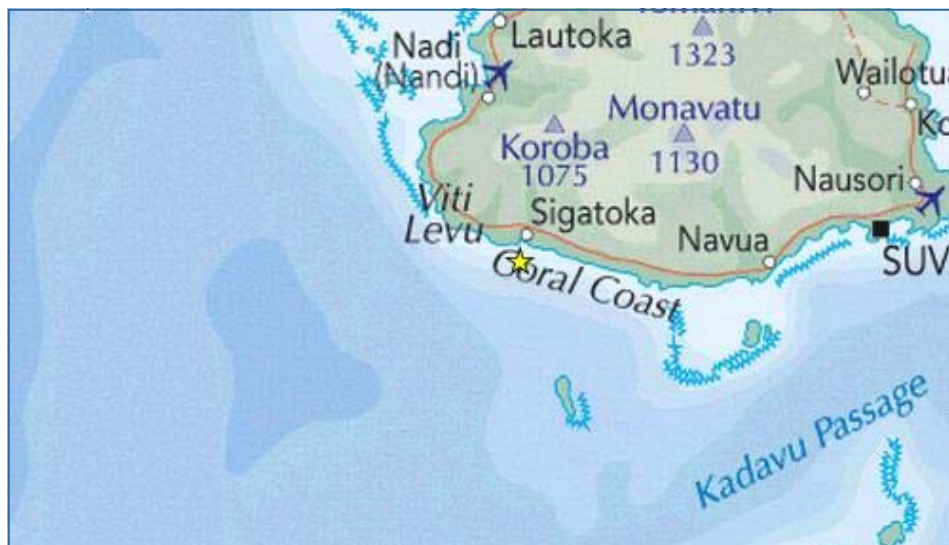 Lautoka
Nadi
(Nandi)
1323
Wailotua
Monavatu
1130
Koroba
1075
Nausori
Viti
Levu
Sigatoka
Navua
SUV
Coral Coast
Kadavu Passage